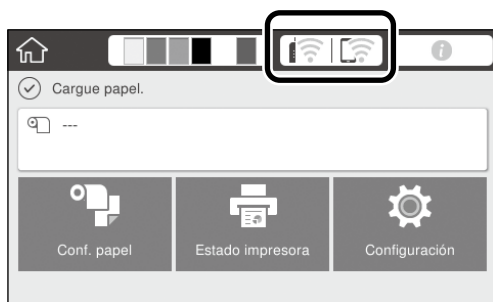 Cargue papel.
---
Conf. papel
Estado impresora
Configuración